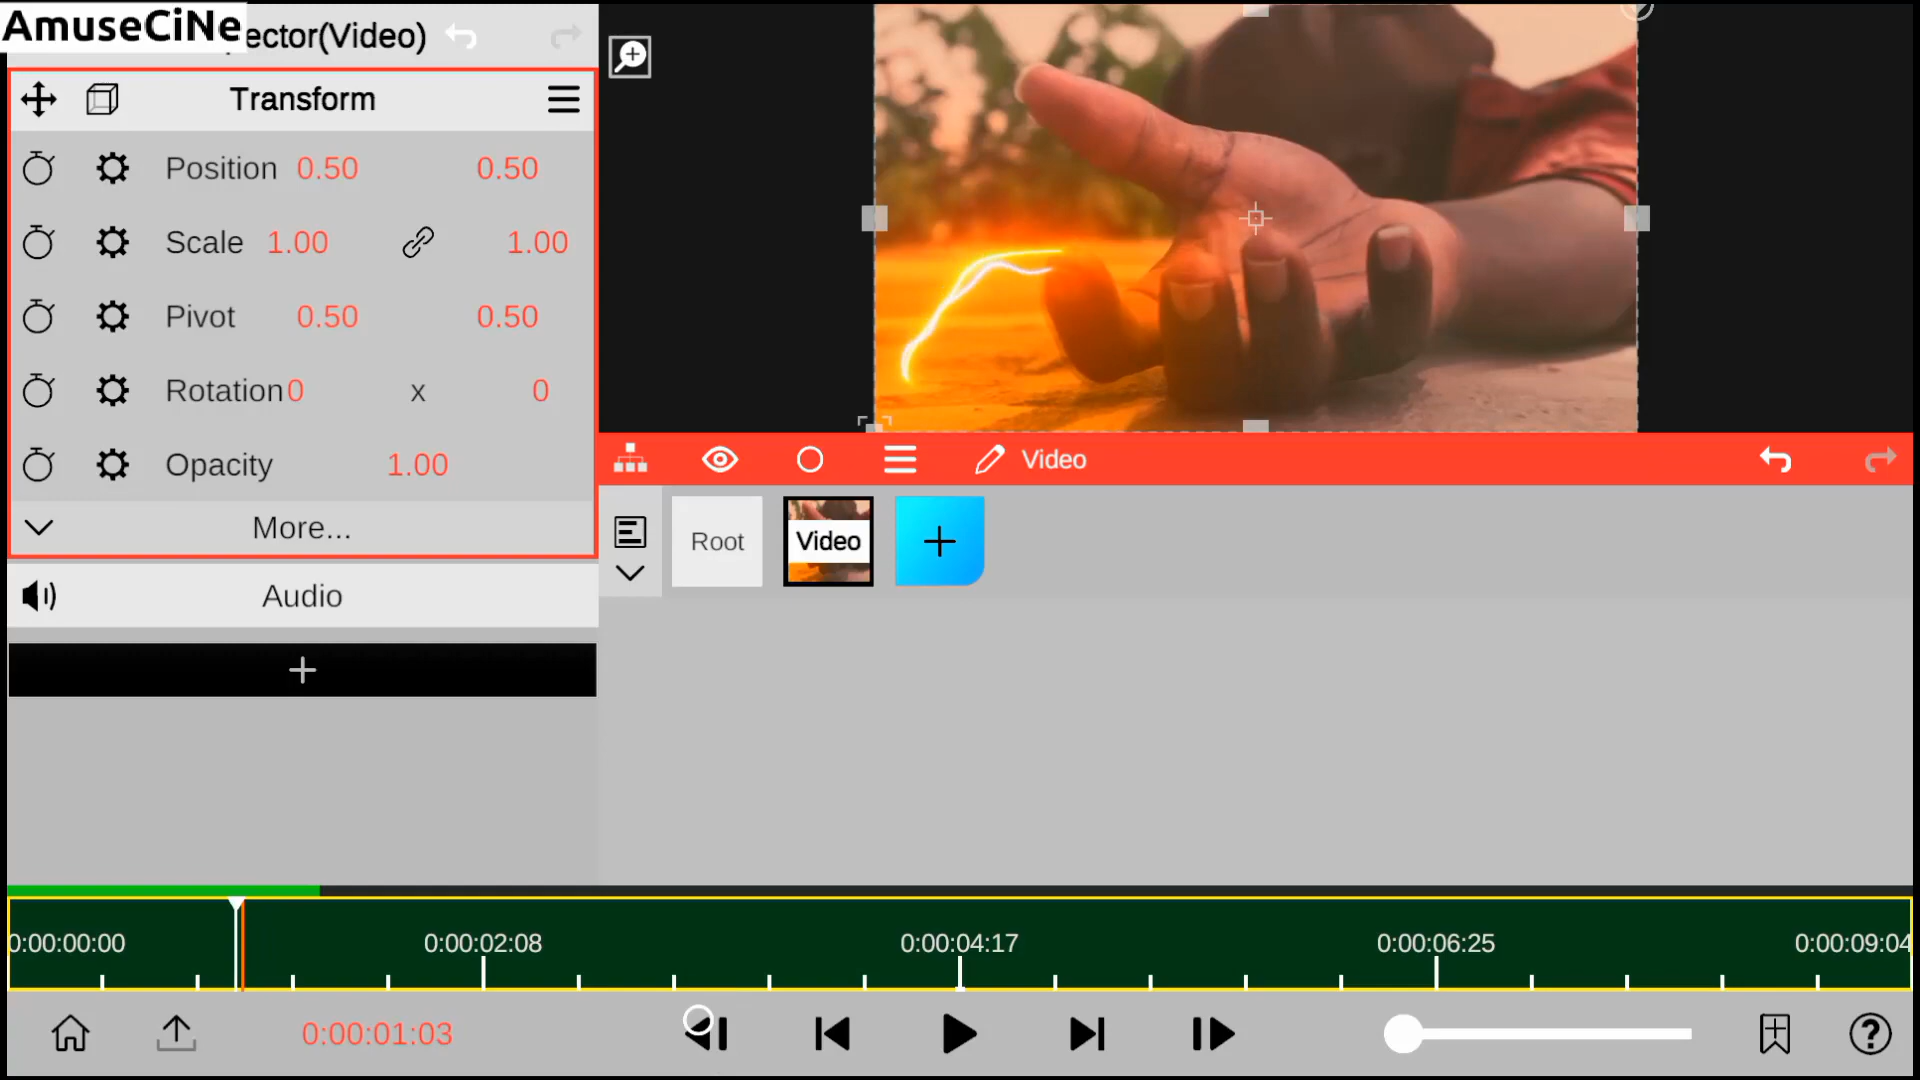 AmuseCiNe
ector(Video)
Transform
Position 0.50 0.50
Scale 1.00 1.00
Pivot 0.50 0.50
Rotation 0 x 0
Opacity 1.00
More...
Audio
Video
Root
Video
0:00:00:00 0:00:02:08 0:00:04:17 0:00:06:25 0:00:09:04
0:00:01:03